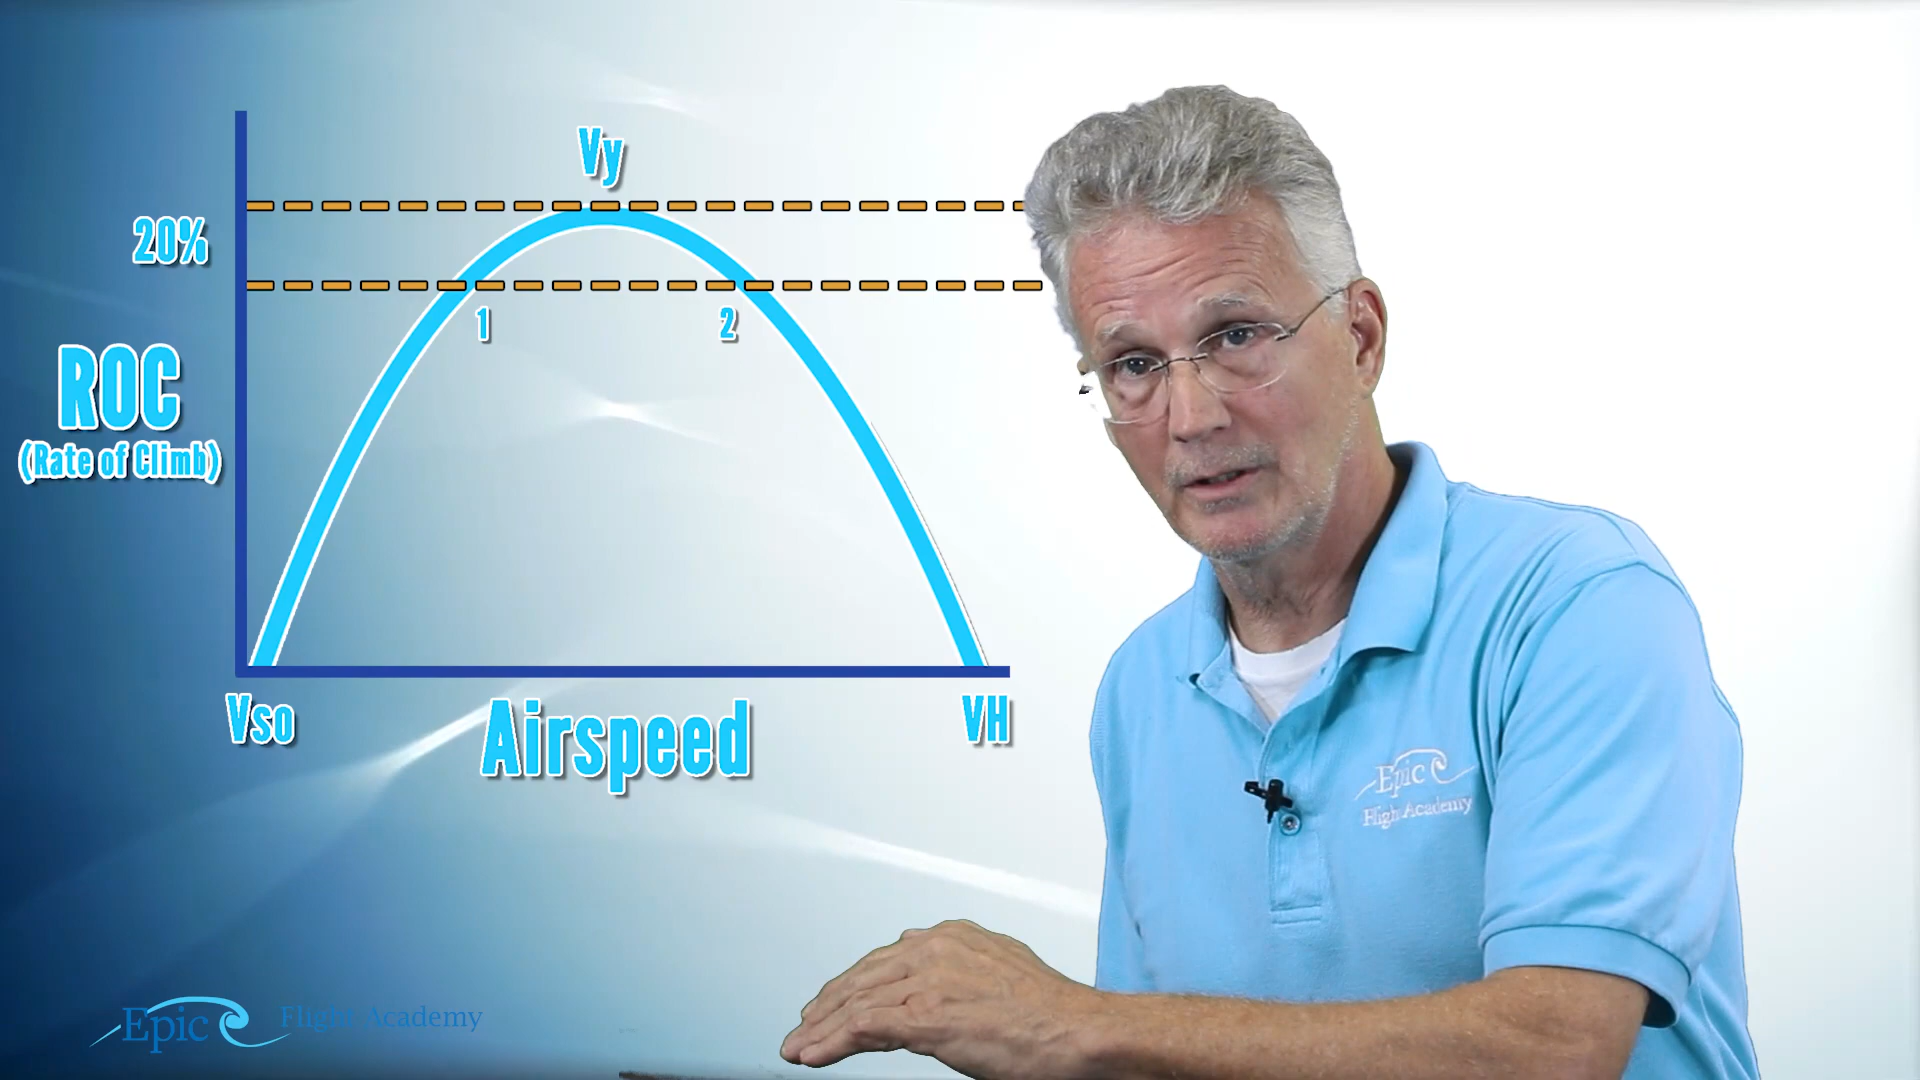 Vy
20%
1
2
ROC
(Rate of Climb)
Vso
VH
Airspeed
Epic
Flight Academy
Epic
Flight Academy